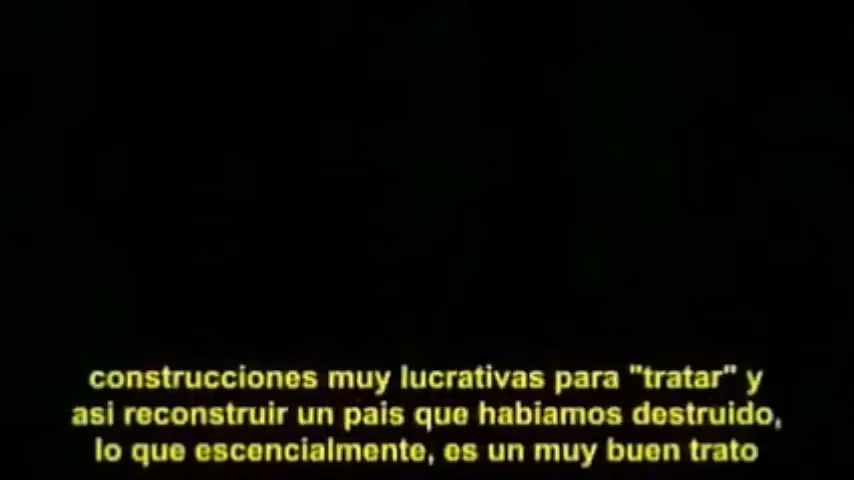 construcciones muy lucrativas para "tratar" y
asi reconstruir un pais que habiamos destruido,
lo que escencialmente, es un muy buen trato